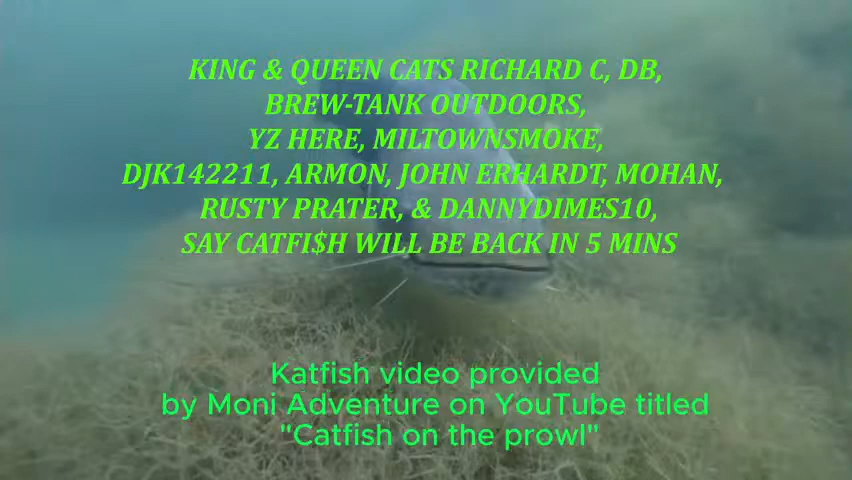 KING & QUEEN CATS RICHARD C, DB,
BREW-TANK OUTDOORS,
YZ HERE, MILTOWNSMOKE,
DJK142211, ARMON, JOHN ERHARDT, MOHAN,
RUSTY PRATER, & DANNYDIMES10,
SAY CATFI$H WILL BE BACK IN 5 MINS
Katfish video provided
by Moni Adventure on YouTube titled
"Catfish on the prowl"